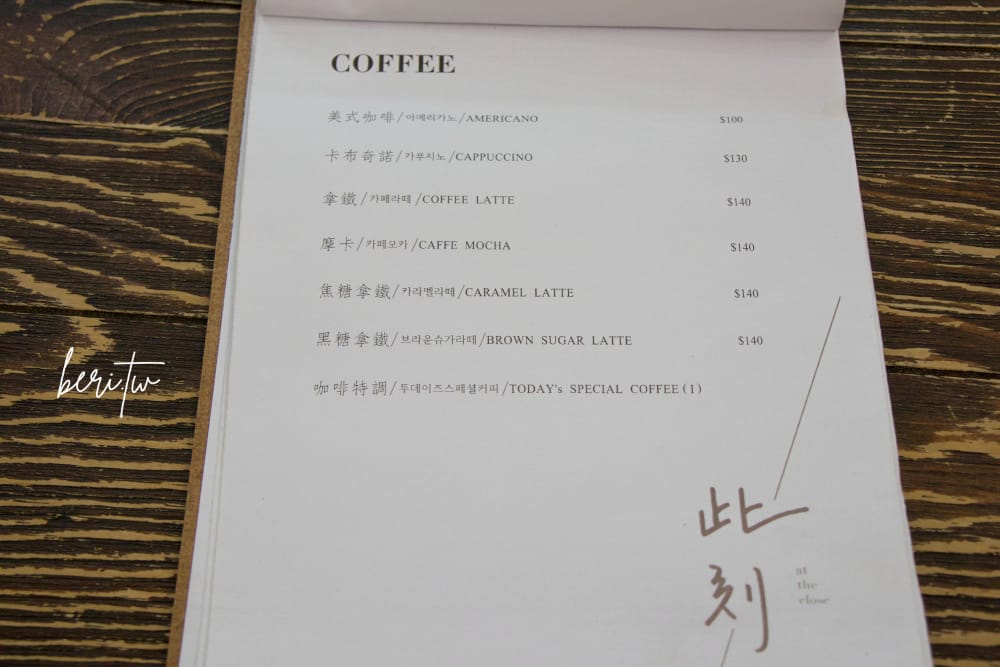 COFFEE
美式咖啡/아메리카노/AMERICANO $100
卡布奇諾/카푸치노/CAPPUCCINO $130
拿鐵/카페라떼/COFFEE LATTE $140
摩卡/카페모카/CAFFE MOCHA $140
焦糖拿鐵/카라멜라떼/CARAMEL LATTE $140
黑糖拿鐵/브라운슈가라떼/BROWN SUGAR LATTE $140
咖啡特調/투데이즈스페셜커피/TODAY's SPECIAL COFFEE(1)
beri.tw
此
刻
at
the
close